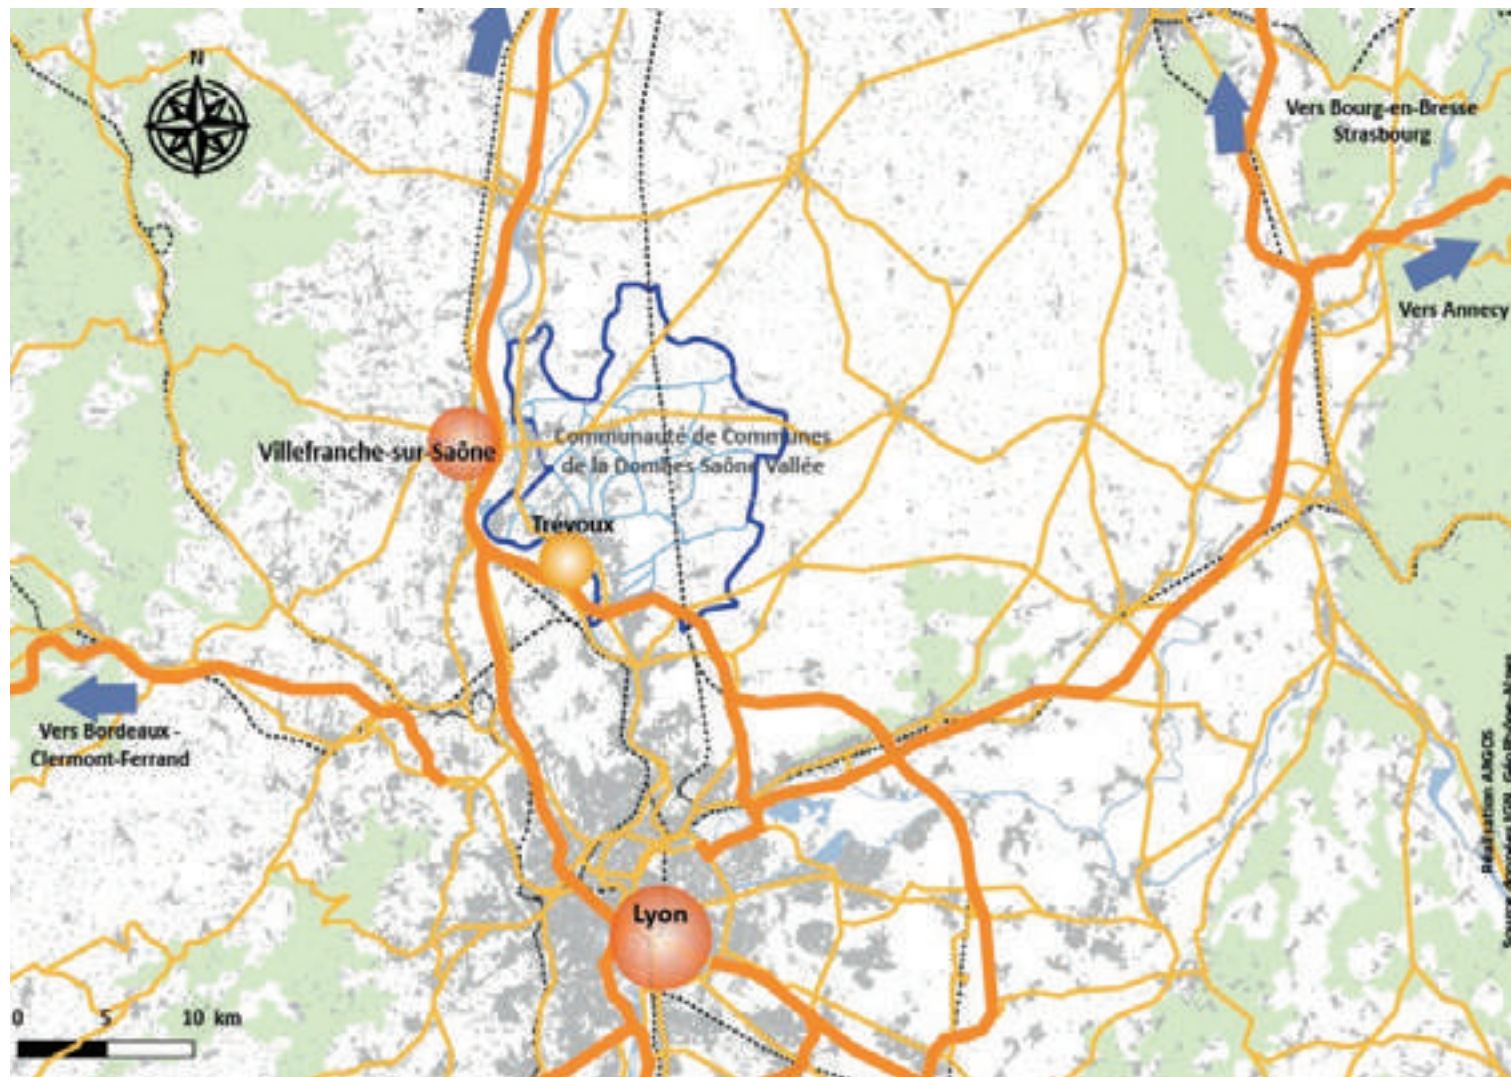 N
Vers Bourg-en-Bresse
Strasbourg
Vers Annecy
Villefranche-sur-Saône
Communauté de Communes
de la Dombes Saône Vallée
Trévoux
Vers Bordeaux -
Clermont-Ferrand
Lyon
0 5 10 km
Réalisation